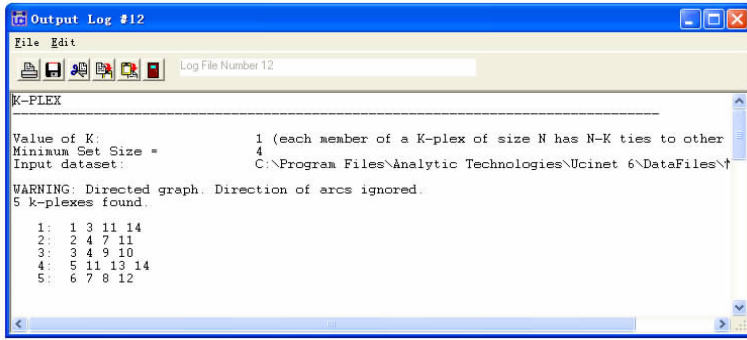 Output Log #12
File Edit
Log File Number 12
K-PLEX
Value of K: 1 (each member of a K-plex of size N has N-K ties to other
Minimum Set Size = 4
Input dataset: C:\Program Files\Analytic Technologies\Ucinet 6\DataFiles\
WARNING: Directed graph. Direction of arcs ignored.
5 k-plexes found.
1: 1 3 11 14
2: 2 4 7 11
3: 3 4 9 10
4: 5 11 13 14
5: 6 7 8 12